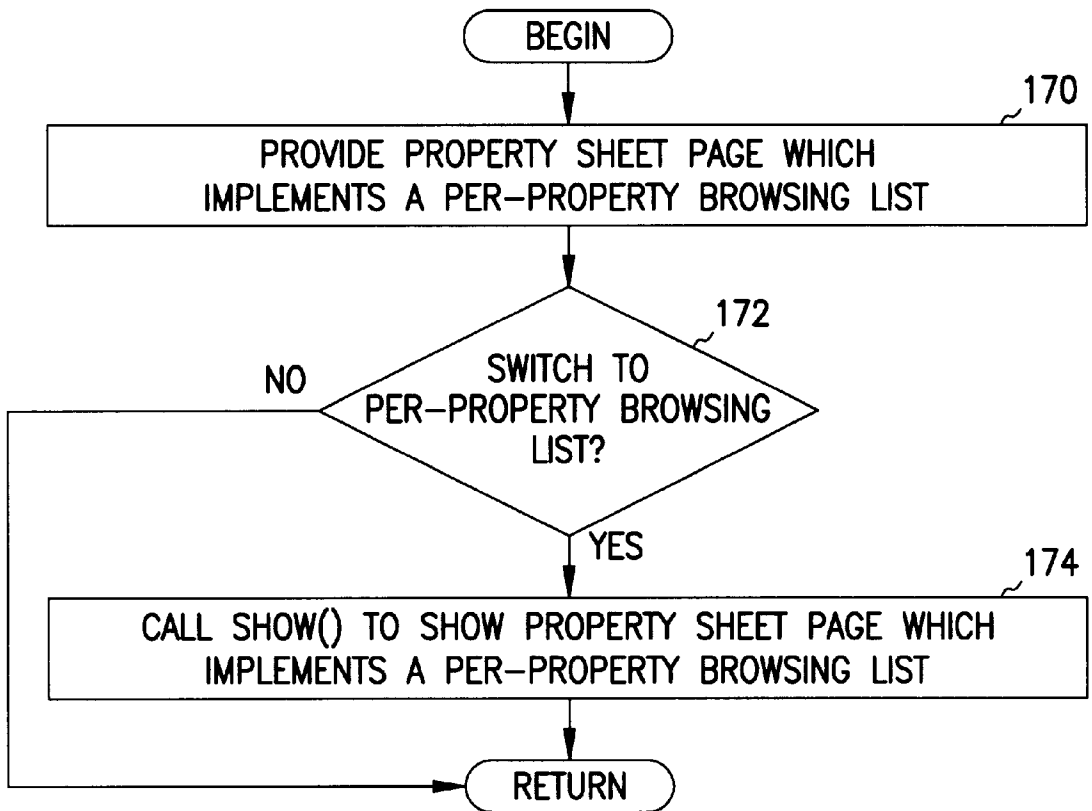 BEGIN
170
PROVIDE PROPERTY SHEET PAGE WHICH
IMPLEMENTS A PER-PROPERTY BROWSING LIST
172
SWITCH TO
PER-PROPERTY BROWSING
LIST?
NO
YES
174
CALL SHOW() TO SHOW PROPERTY SHEET PAGE WHICH
IMPLEMENTS A PER-PROPERTY BROWSING LIST
RETURN